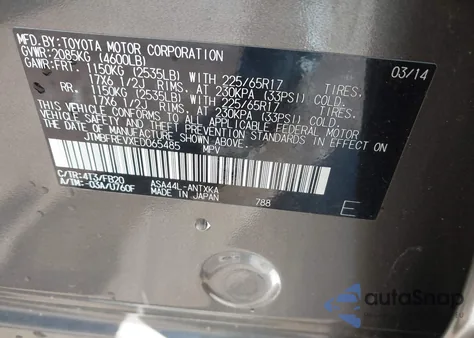 MFD.BY:TOYOTA MOTOR CORPORATION 03/14
GVWR:2085KG (4600LB)
GAWR:FRT. 1150KG (2535LB) WITH 225/65R17 TIRES.
17X6 1/2J RIMS, AT 230KPA (33PSI) COLD.
RR. 1150KG (2535LB) WITH 225/65R17 TIRES.
17X6 1/2J RIMS, AT 230KPA (33PSI) COLD.
THIS VEHICLE CONFORMS TO ALL APPLICABLE FEDERAL MOTOR VEHICLE SAFETY, BUMPER, AND THEFT PREVENTION STANDARDS IN EFFECT ON THE DATE OF MANUFACTURE SHOWN ABOVE.
JTMBFREVXED065485 MPV
C/TR:4T3/FB20 ASA44L-ANTXKA
A/TM:-03A/U760F MADE IN JAPAN 788 E
autoSnap